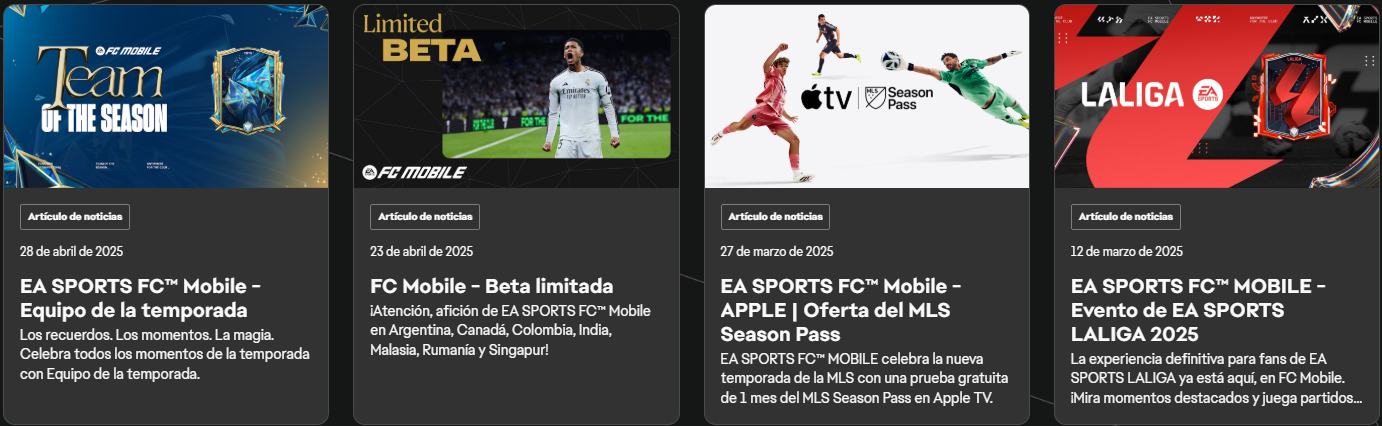 FC MOBILE
Team
OF THE SEASON
Artículo de noticias
28 de abril de 2025
EA SPORTS FC™ Mobile -
Equipo de la temporada
Los recuerdos. Los momentos. La magia.
Celebra todos los momentos de la temporada
con Equipo de la temporada.
Limited
BETA
Emirates
FLY BETTER
FOR THE
FOR THE
FC MOBILE
Artículo de noticias
23 de abril de 2025
FC Mobile - Beta limitada
¡Atención, afición de EA SPORTS FC™ Mobile
en Argentina, Canadá, Colombia, India,
Malasia, Rumanía y Singapur!
tv | MLS Season
Pass
Artículo de noticias
27 de marzo de 2025
EA SPORTS FC™ Mobile -
APPLE | Oferta del MLS
Season Pass
EA SPORTS FC™ MOBILE celebra la nueva
temporada de la MLS con una prueba gratuita
de 1 mes del MLS Season Pass en Apple TV.
LALIGA EA SPORTS
LALIGA
Artículo de noticias
12 de marzo de 2025
EA SPORTS FC™ MOBILE -
Evento de EA SPORTS
LALIGA 2025
La experiencia definitiva para fans de EA
SPORTS LALIGA ya está aquí, en FC Mobile.
¡Mira momentos destacados y juega partidos...